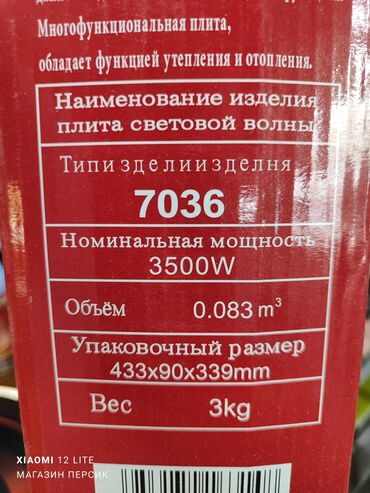 Многофункциональная плита,
обладает функцией утепления и отопления.
Наименование изделия
плита световой волны
Типизделииизделня
7036
Номинальная мощность
3500W
Объём 0.083 m³
Упаковочный размер
433x90x339mm
Вес 3kg
XIAOMI 12 LITE
МАГАЗИН ПЕРСИК